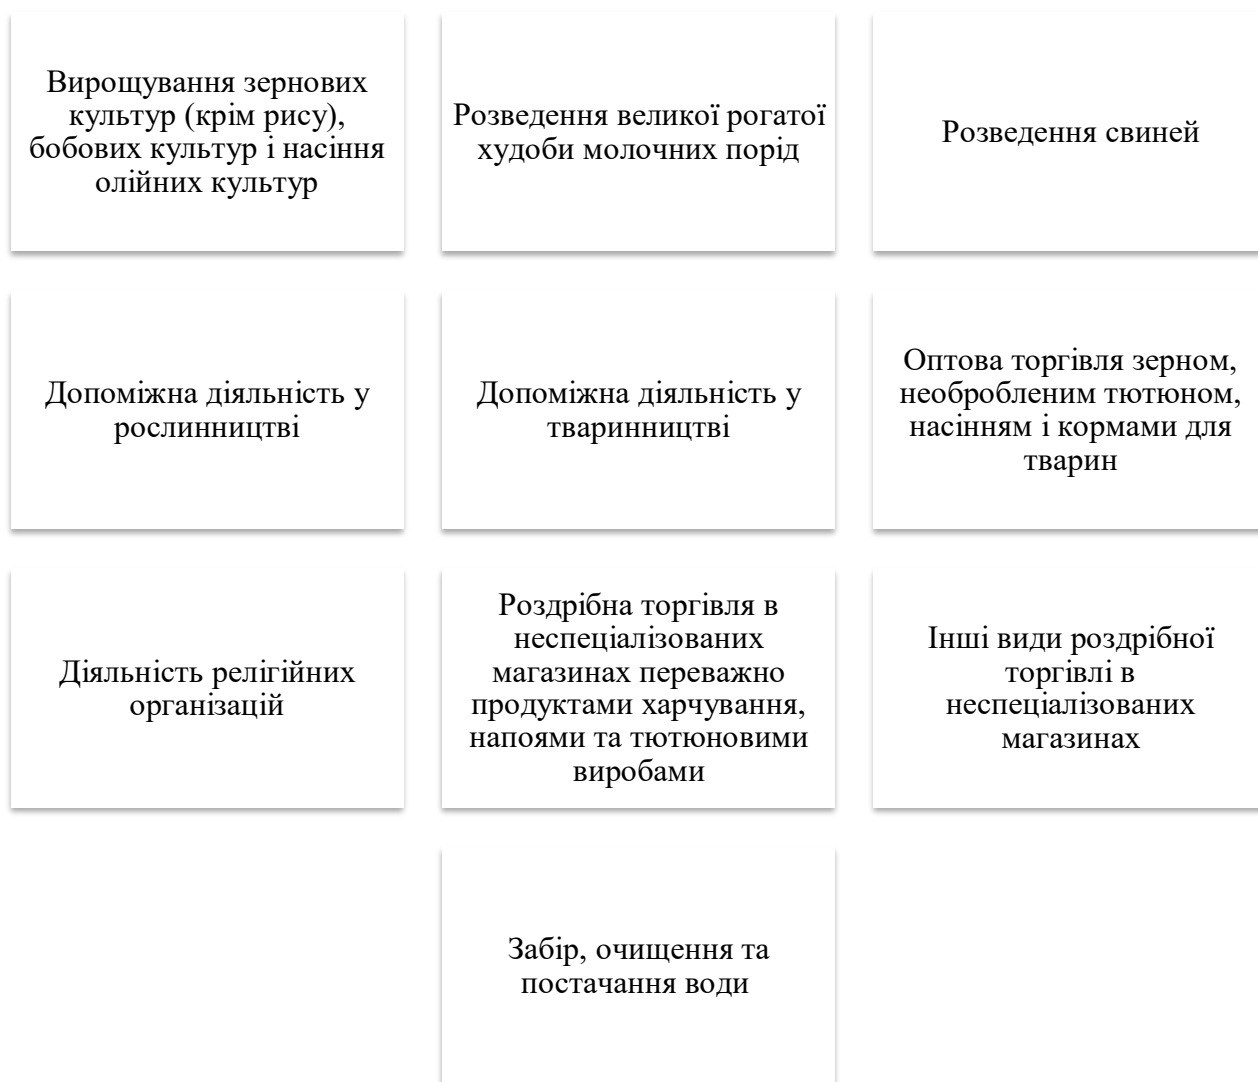 Вирощування зернових
культур (крім рису),
бобових культур і насіння
олійних культур
Розведення великої рогатої
худоби молочних порід
Розведення свиней
Допоміжна діяльність у
рослинництві
Допоміжна діяльність у
тваринництві
Оптова торгівля зерном,
необробленим тютюном,
насінням і кормами для
тварин
Діяльність релігійних
організацій
Роздрібна торгівля в
неспеціалізованих
магазинах переважно
продуктами харчування,
напоями та тютюновими
виробами
Інші види роздрібної
торгівлі в
неспеціалізованих
магазинах
Забір, очищення та
постачання води